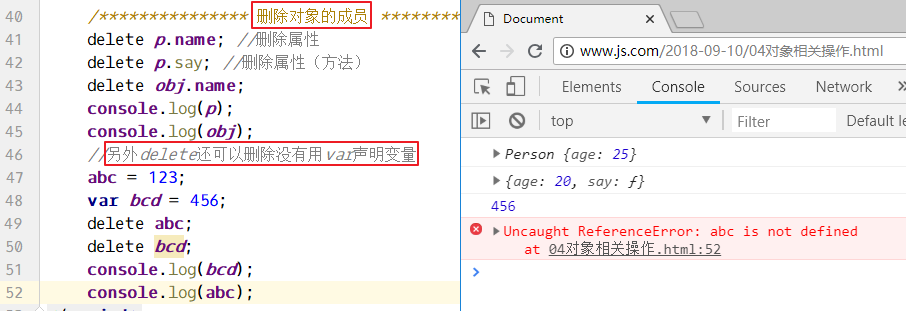 40 /*************** 删除对象的成员 ********
41 delete p.name; //删除属性
42 delete p.say; //删除属性（方法）
43 delete obj.name;
44 console.log(p);
45 console.log(obj);
46 //另外delete还可以删除没有用var声明变量
47 abc = 123;
48 var bcd = 456;
49 delete abc;
50 delete bcd;
51 console.log(bcd);
52 console.log(abc);
Document
www.js.com/2018-09-10/04对象相关操作.html
Elements Console Sources Network
top Filter Default le
Person {age: 25}
{age: 20, say: ƒ}
456
Uncaught ReferenceError: abc is not defined
at 04对象相关操作.html:52